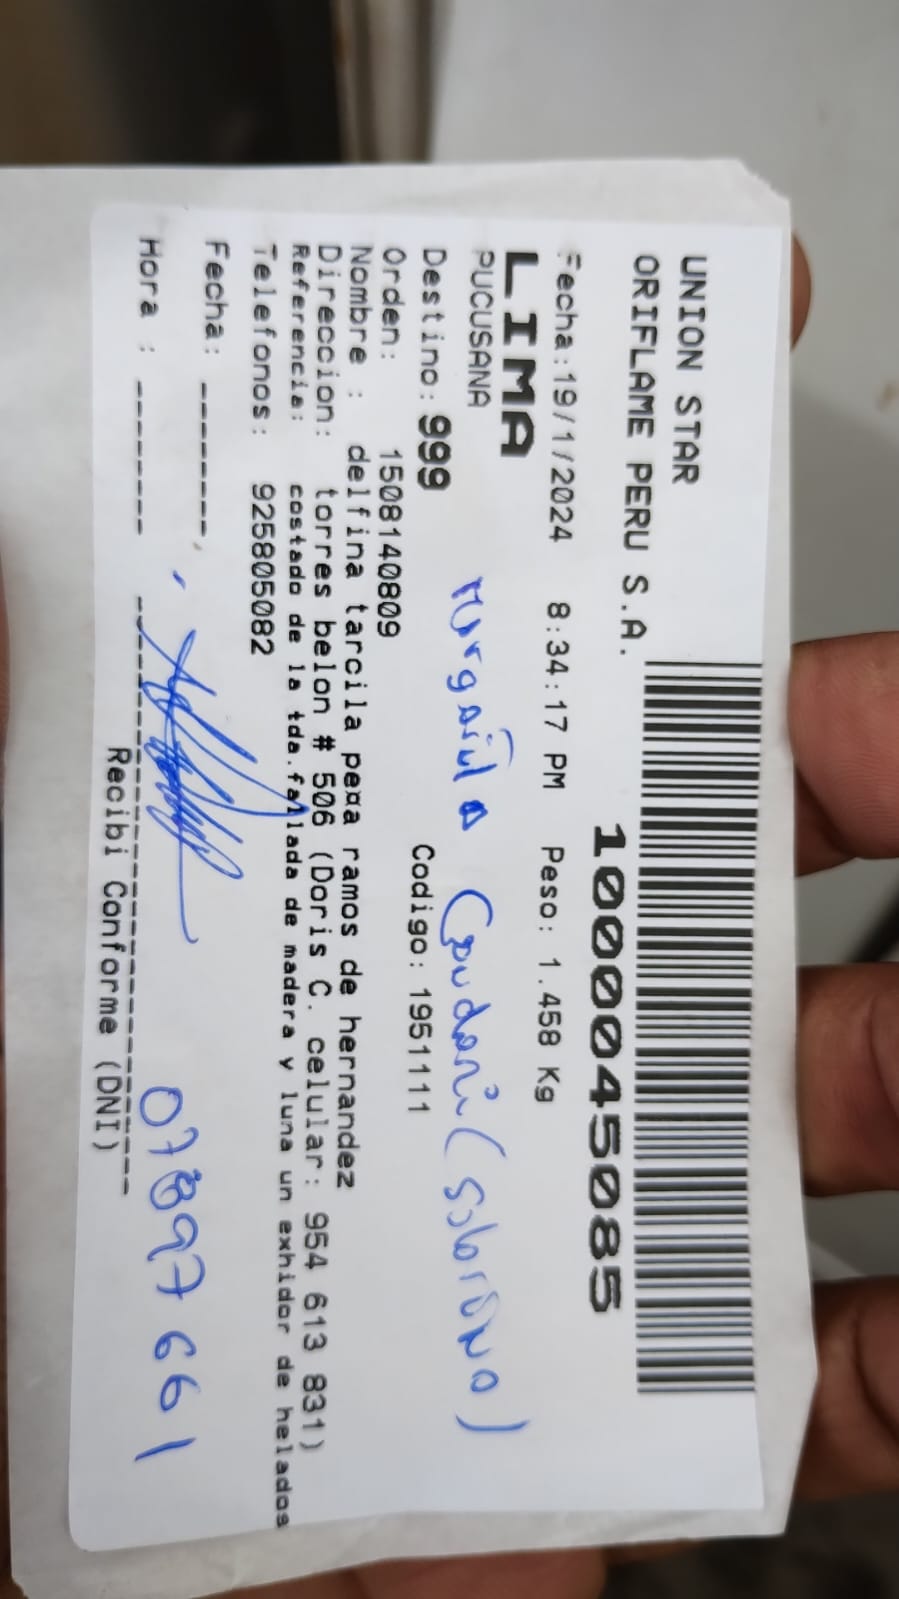 UNION STAR
ORIFLAME PERU S.A.
1000045085
Fecha:19/1/2024 8:34:17 PM Peso: 1.458 Kg
LIMA
PUCUSANA
Destino: 999 Codigo:1951111
Orden: 1508140809
Nombre : delfina tarcila pe¤a ramos de hernandez
Direccion: torres belon # 506 (Doris C. celular: 954 613 831)
Referencia: costado de la tda.fallada de madera y luna un exhidor de helados
Telefonos: 925805082
Fecha: ------
Hora : ------
07897661
Recibi Conforme (DNI)